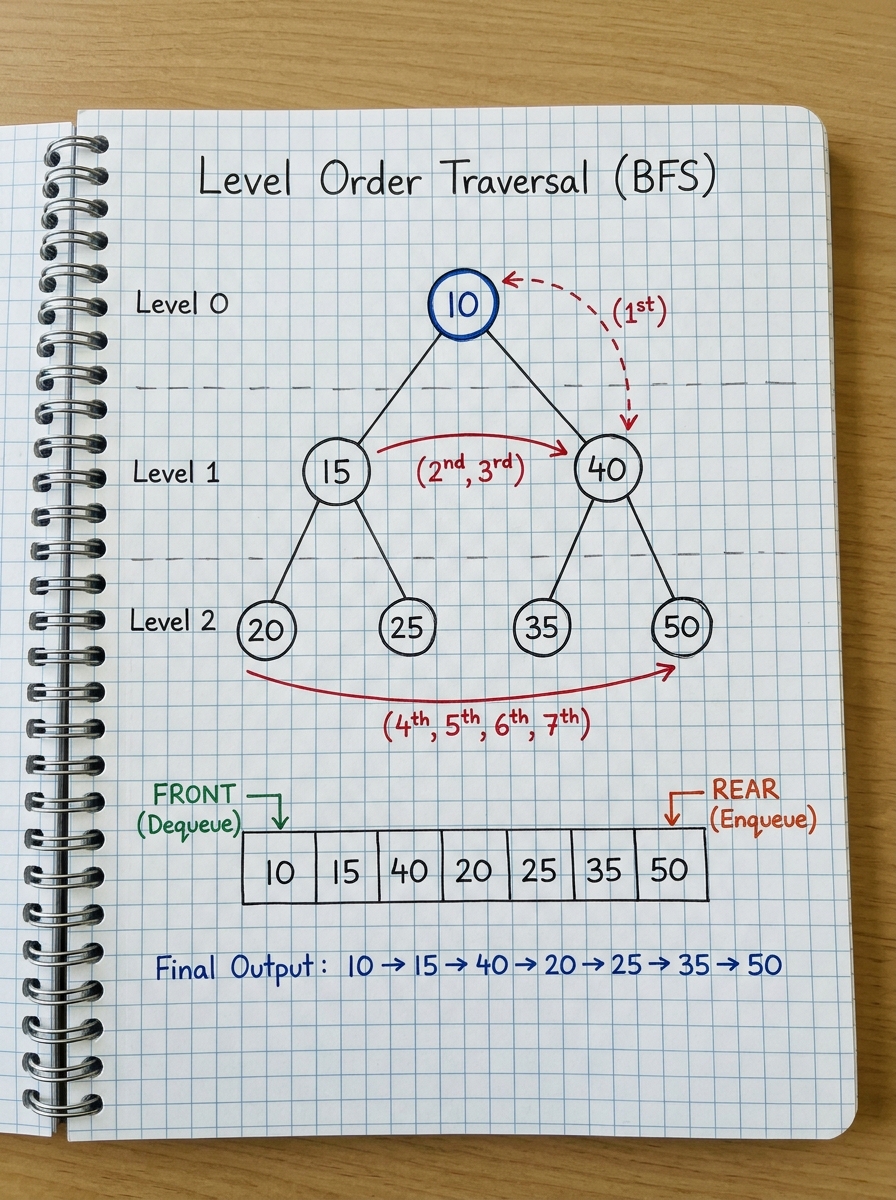 Level Order Traversal (BFS)
Level 0
10
(1st)
Level 1
15
(2nd, 3rd)
40
Level 2
20
25
35
50
(4th, 5th, 6th, 7th)
FRONT
(Dequeue)
REAR
(Enqueue)
10 15 40 20 25 35 50
Final Output: 10 → 15 → 40 → 20 → 25 → 35 → 50